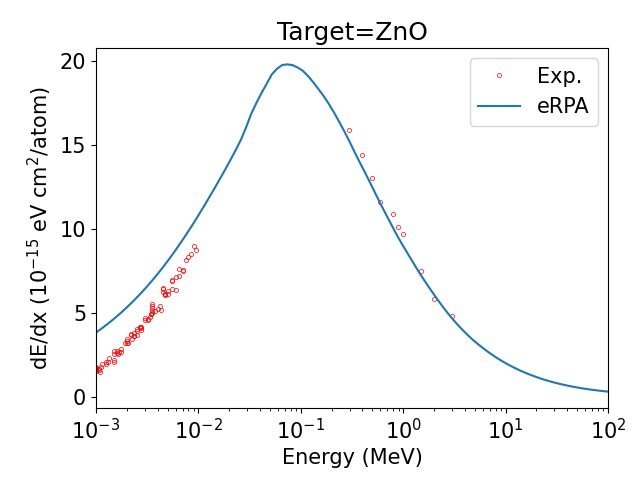 Target=ZnO
20
15
10
5
0
dE/dx (10⁻¹⁵ eV cm²/atom)
Exp.
eRPA
10⁻³
10⁻²
10⁻¹
10⁰
10¹
10²
Energy (MeV)